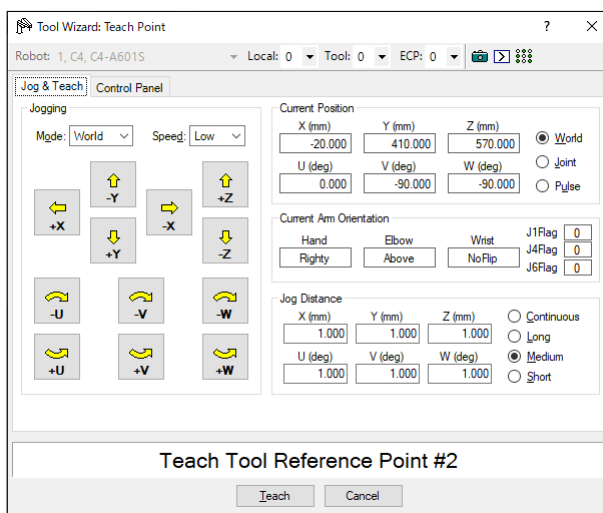 Tool Wizard: Teach Point ? ×
Robot: 1, C4, C4-A601S Local: 0 Tool: 0 ECP: 0
Jog & Teach Control Panel
Jogging
Mode: World Speed: Low
-Y +Z
+X -X
+Y -Z
-U -V -W
+U +V +W
Current Position
X (mm) Y (mm) Z (mm)
-20.000 410.000 570.000 World
U (deg) V (deg) W (deg) Joint
0.000 -90.000 -90.000 Pulse
Current Arm Orientation
Hand Elbow Wrist J1Flag 0
Righty Above NoFlip J4Flag 0
J6Flag 0
Jog Distance
X (mm) Y (mm) Z (mm) Continuous
1.000 1.000 1.000 Long
U (deg) V (deg) W (deg) Medium
1.000 1.000 1.000 Short
Teach Tool Reference Point #2
Teach Cancel